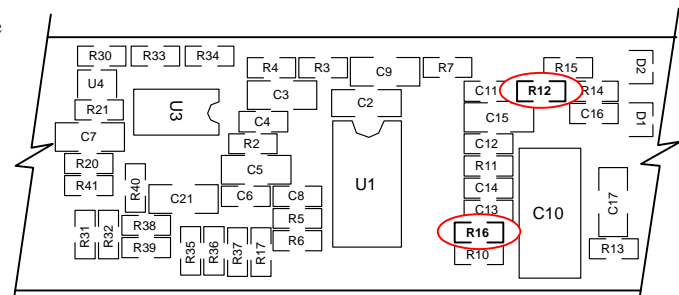 e
R30 R33 R34 R4 R3 C9 R7 R15 D2
U4 C3 C11 R12 R14
R21 U3 C4 C2 C15 C16 D1
C7 R2 C12
R20 C5 R11
R41 R40 C21 C6 C8 U1 C14 C10 C17
R31 R32 R38 R5 C13
R39 R35 R36 R37 R17 R6 R16 R10 R13